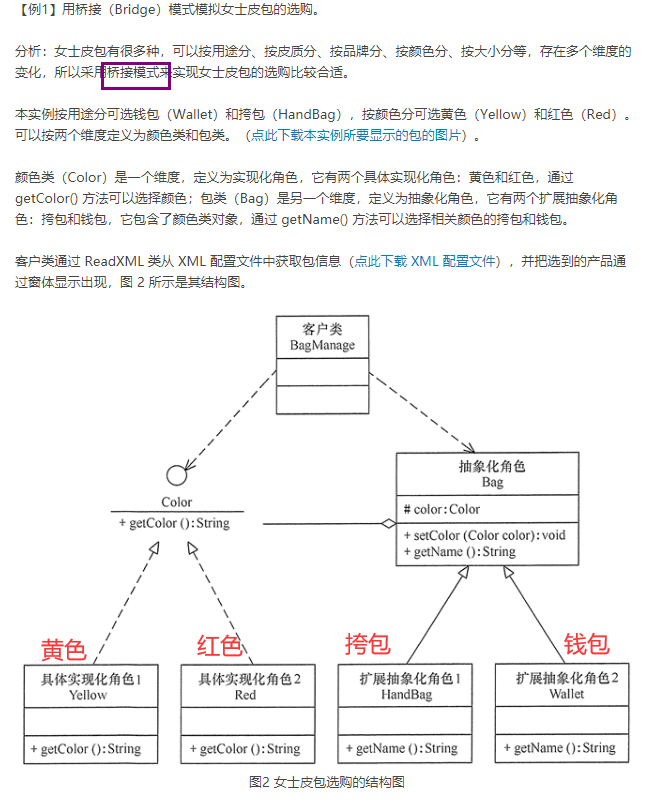 【例1】用桥接（Bridge）模式模拟女士皮包的选购。
分析：女士皮包有很多种，可以按用途分、按皮质分、按品牌分、按颜色分、按大小分等，存在多个维度的
变化，所以采用桥接模式来实现女士皮包的选购比较合适。
本实例按用途分可选钱包（Wallet）和挎包（HandBag），按颜色分可选黄色（Yellow）和红色（Red）。
可以按两个维度定义为颜色类和包类。（点此下载本实例所要显示的包的图片）。
颜色类（Color）是一个维度，定义为实现化角色，它有两个具体实现化角色：黄色和红色，通过
getColor() 方法可以选择颜色；包类（Bag）是另一个维度，定义为抽象化角色，它有两个扩展抽象化角
色：挎包和钱包，它包含了颜色类对象，通过 getName() 方法可以选择相关颜色的挎包和钱包。
客户类通过 ReadXML 类从 XML 配置文件中获取包信息（点此下载 XML 配置文件），并把选到的产品通
过窗体显示出现，图 2 所示是其结构图。
客户类
BagManage
Color
+ getColor ():String
抽象化角色
Bag
# color:Color
+ setColor (Color color):void
+ getName ():String
黄色
红色
挎包
钱包
具体实现化角色1
Yellow
+ getColor ():String
具体实现化角色2
Red
+ getColor ():String
扩展抽象化角色1
HandBag
+ getName ():String
扩展抽象化角色2
Wallet
+ getName ():String
图2 女士皮包选购的结构图